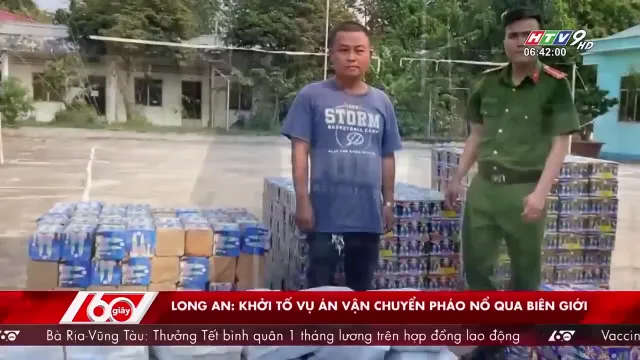 HTV9 HD
06:42:00
STORM
BASKETBALL CAMP
60 giây
LONG AN: KHỞI TỐ VỤ ÁN VẬN CHUYỂN PHÁO NỔ QUA BIÊN GIỚI
Bà Rịa-Vũng Tàu: Thưởng Tết bình quân 1 tháng lương trên hợp đồng lao động
Vaccin